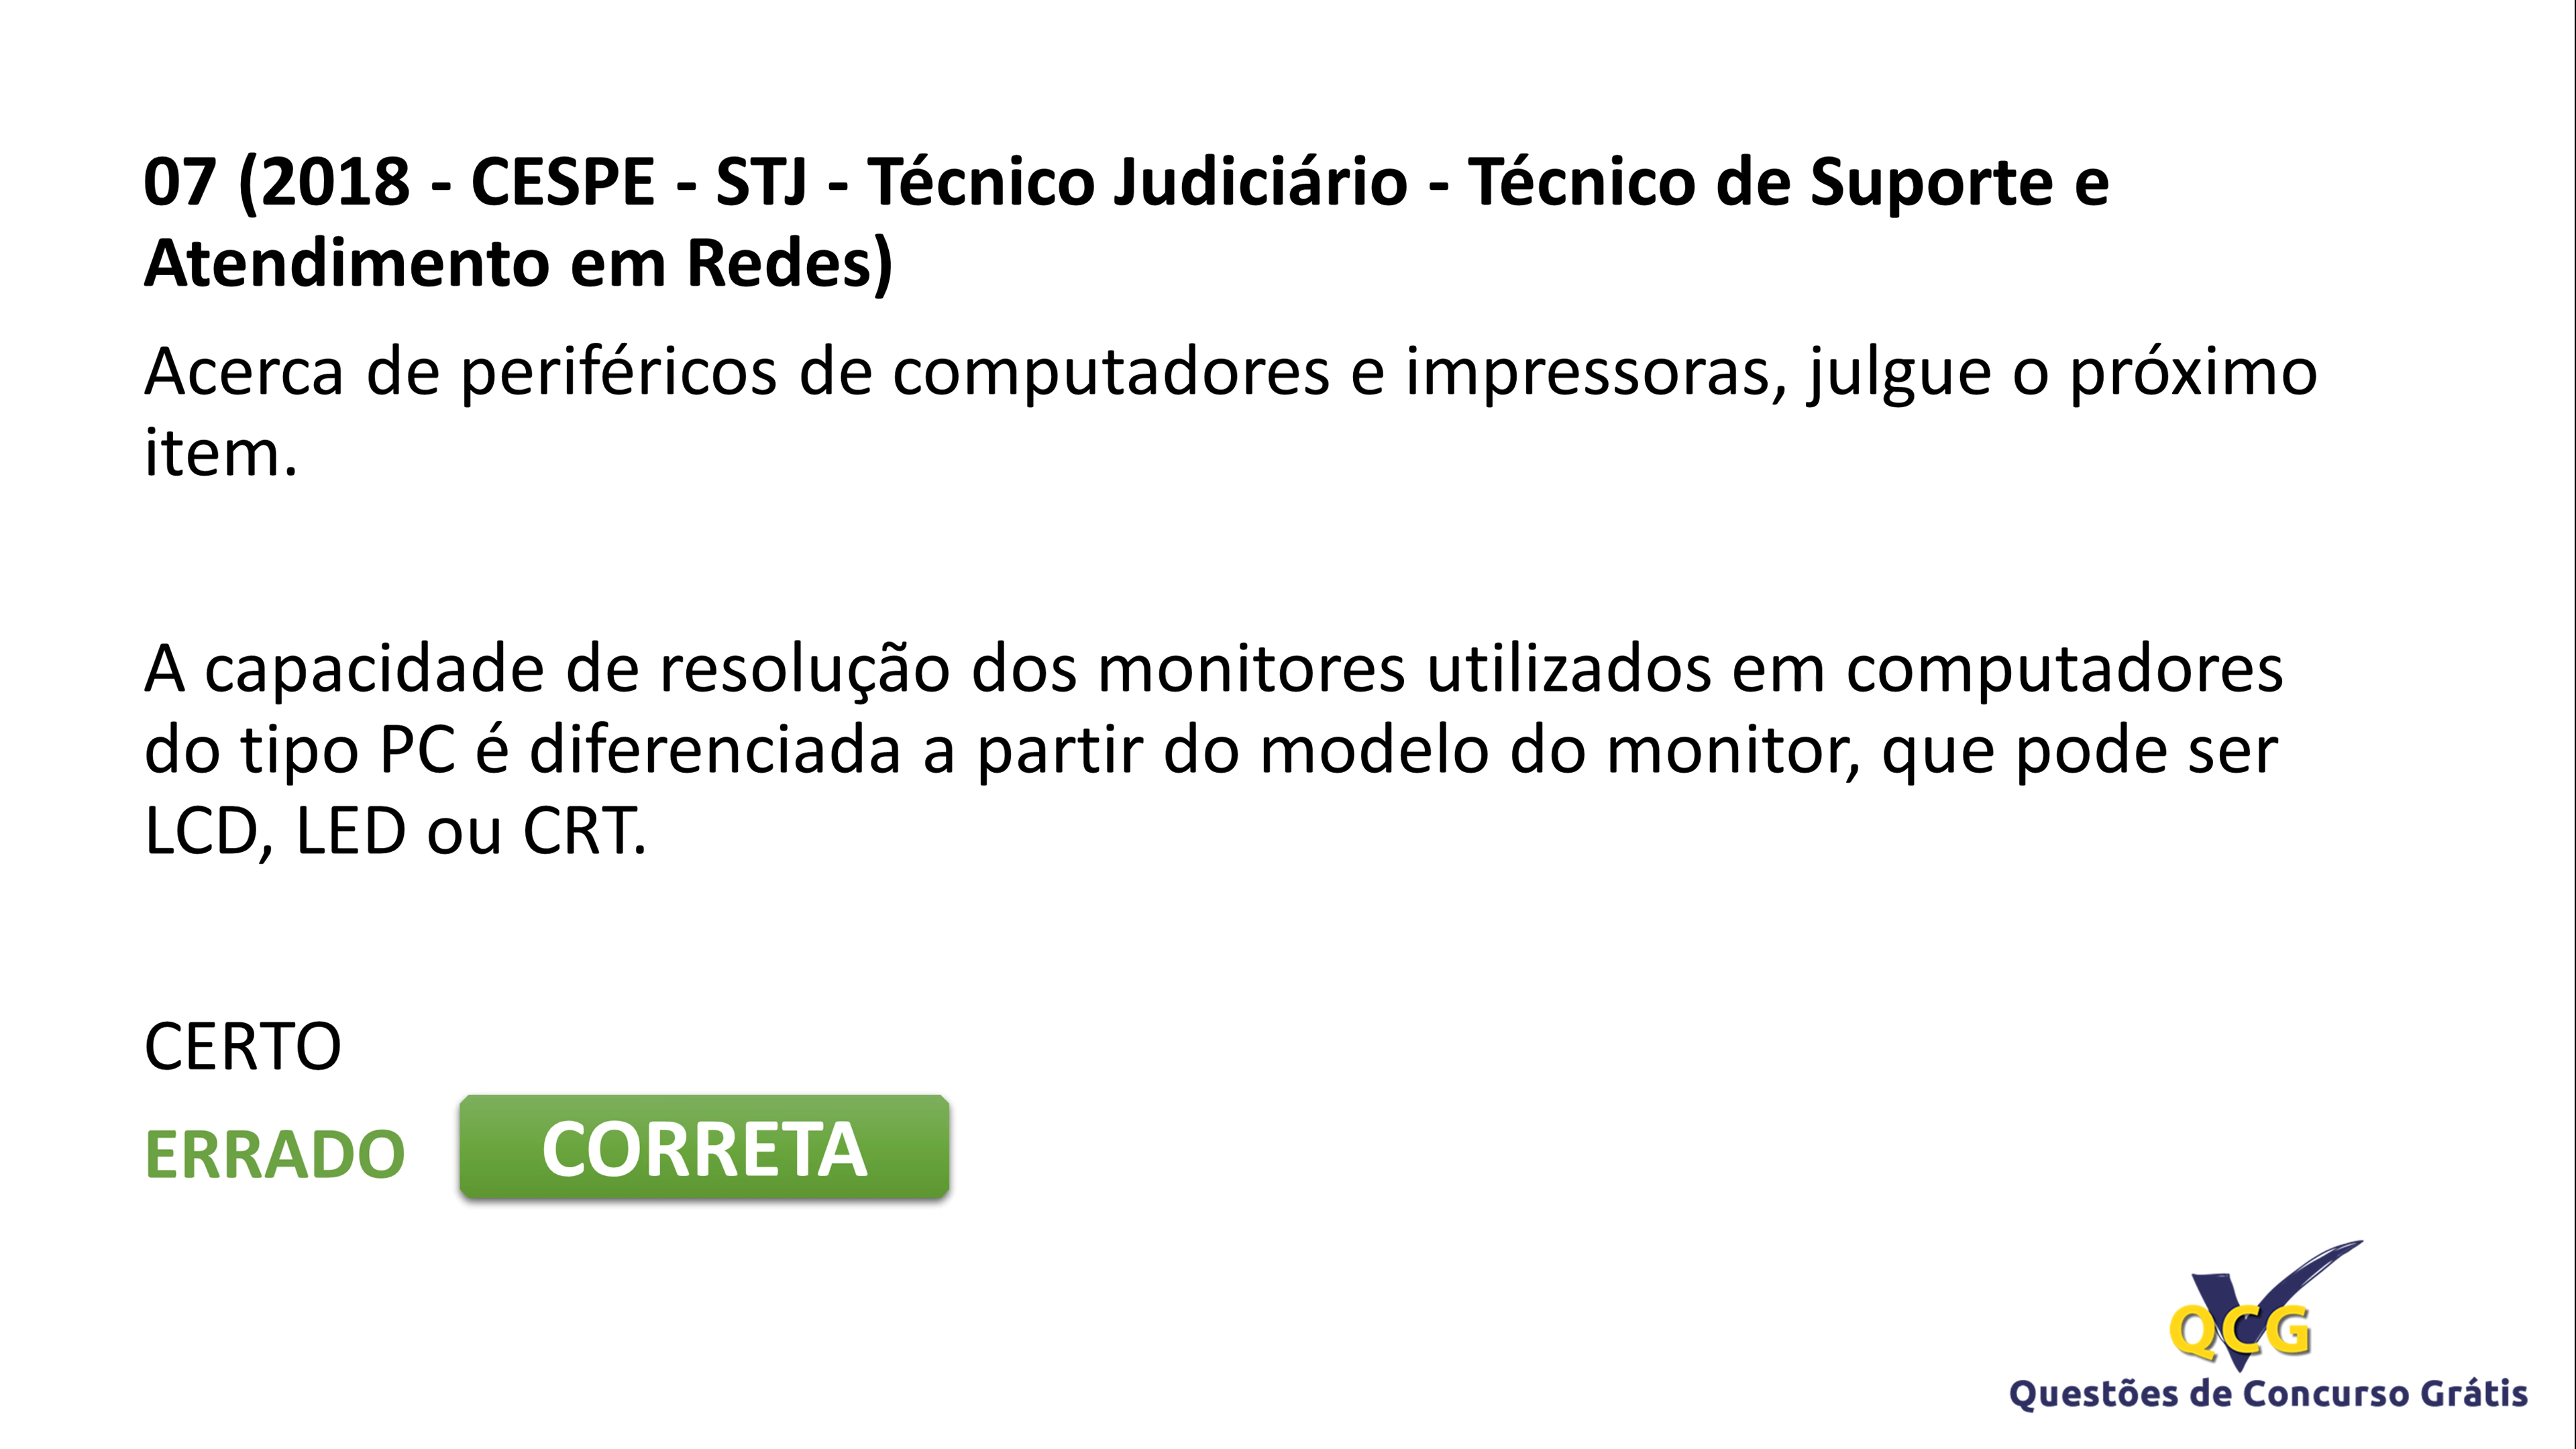 07 (2018 - CESPE - STJ - Técnico Judiciário - Técnico de Suporte e
Atendimento em Redes)
Acerca de periféricos de computadores e impressoras, julgue o próximo
item.
A capacidade de resolução dos monitores utilizados em computadores
do tipo PC é diferenciada a partir do modelo do monitor, que pode ser
LCD, LED ou CRT.
CERTO
ERRADO CORRETA
QCG
Questões de Concurso Grátis